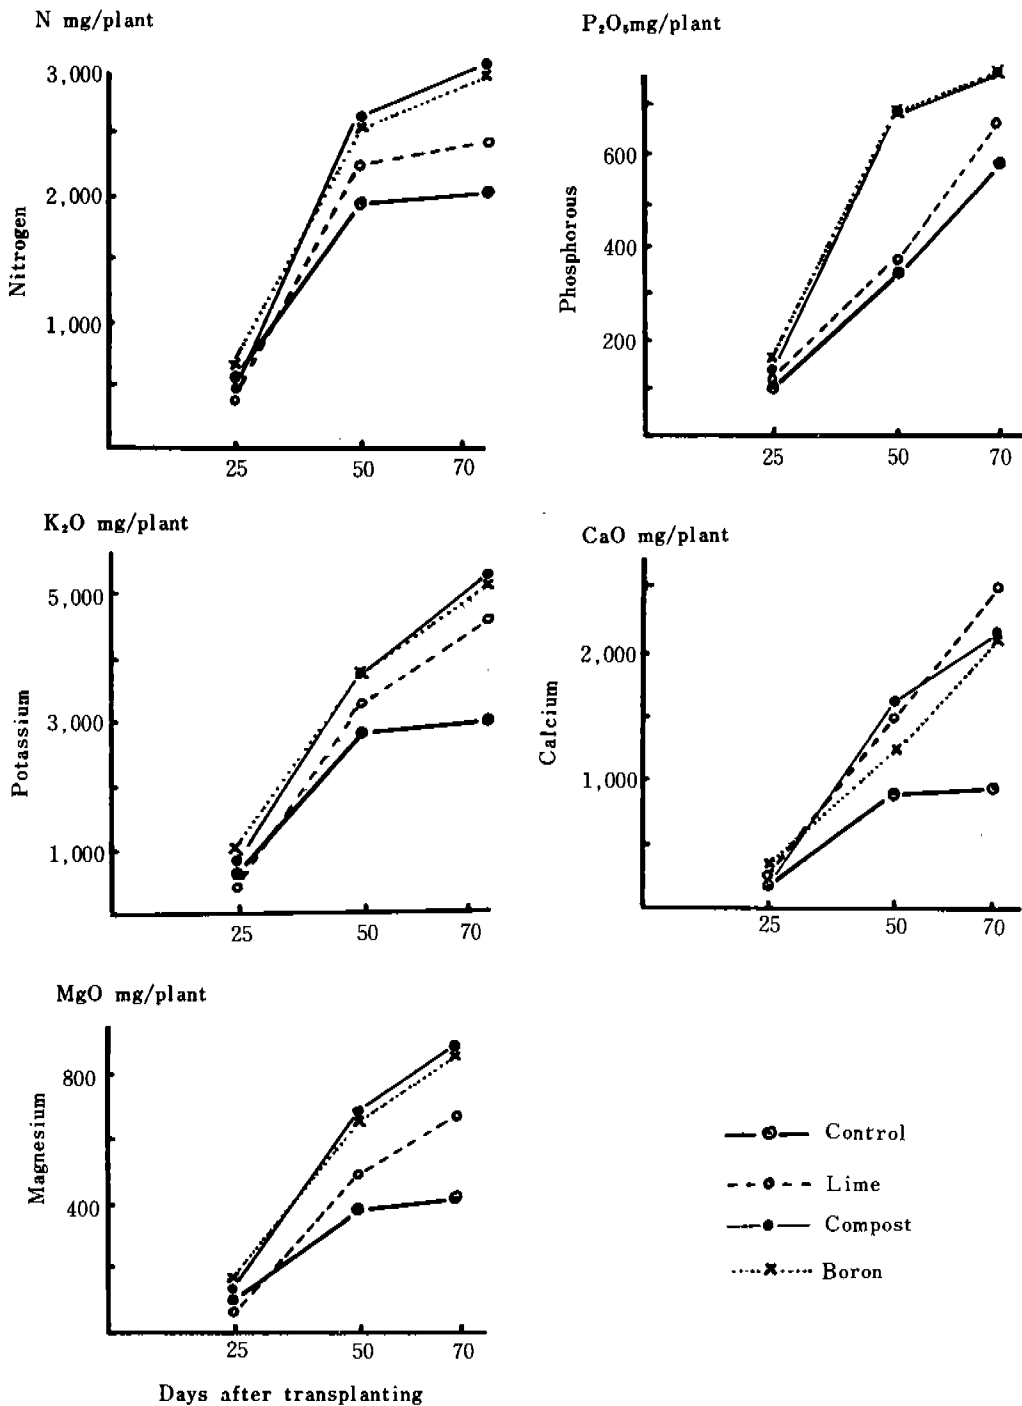 N mg/plant
3,000
2,000
1,000
Nitrogen
25 50 70
P₂O₅mg/plant
600
400
200
Phosphorous
25 50 70
K₂O mg/plant
5,000
3,000
1,000
Potassium
25 50 70
CaO mg/plant
2,000
1,000
Calcium
25 50 70
MgO mg/plant
800
400
Magnesium
25 50 70
Days after transplanting
Control
Lime
Compost
Boron